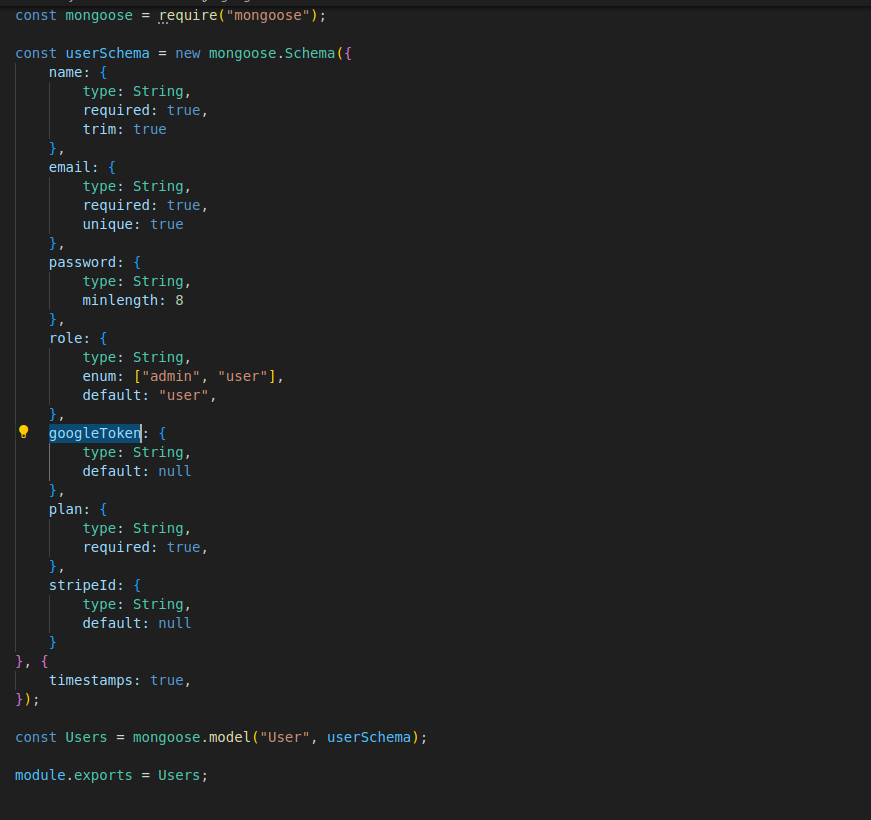 const mongoose = require("mongoose");
const userSchema = new mongoose.Schema({
    name: {
        type: String,
        required: true,
        trim: true
    },
    email: {
        type: String,
        required: true,
        unique: true
    },
    password: {
        type: String,
        minlength: 8
    },
    role: {
        type: String,
        enum: ["admin", "user"],
        default: "user",
    },
    googleToken: {
        type: String,
        default: null
    },
    plan: {
        type: String,
        required: true,
    },
    stripeId: {
        type: String,
        default: null
    }
}, {
    timestamps: true,
});
const Users = mongoose.model("User", userSchema);
module.exports = Users;